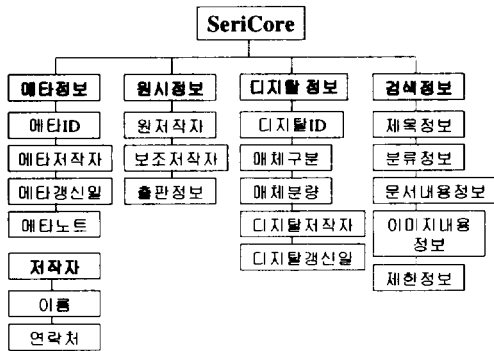 SeriCore
메타정보
메타ID
메타저작자
메타갱신일
메타노트
저작자
이름
연락처
원시정보
원저작자
보조저작자
출판정보
디지탈 정보
디지탈ID
매체구분
매체분량
디지탈저작자
디지탈갱신일
검색정보
제목정보
분류정보
문서내용정보
이미지내용
정보
제한정보